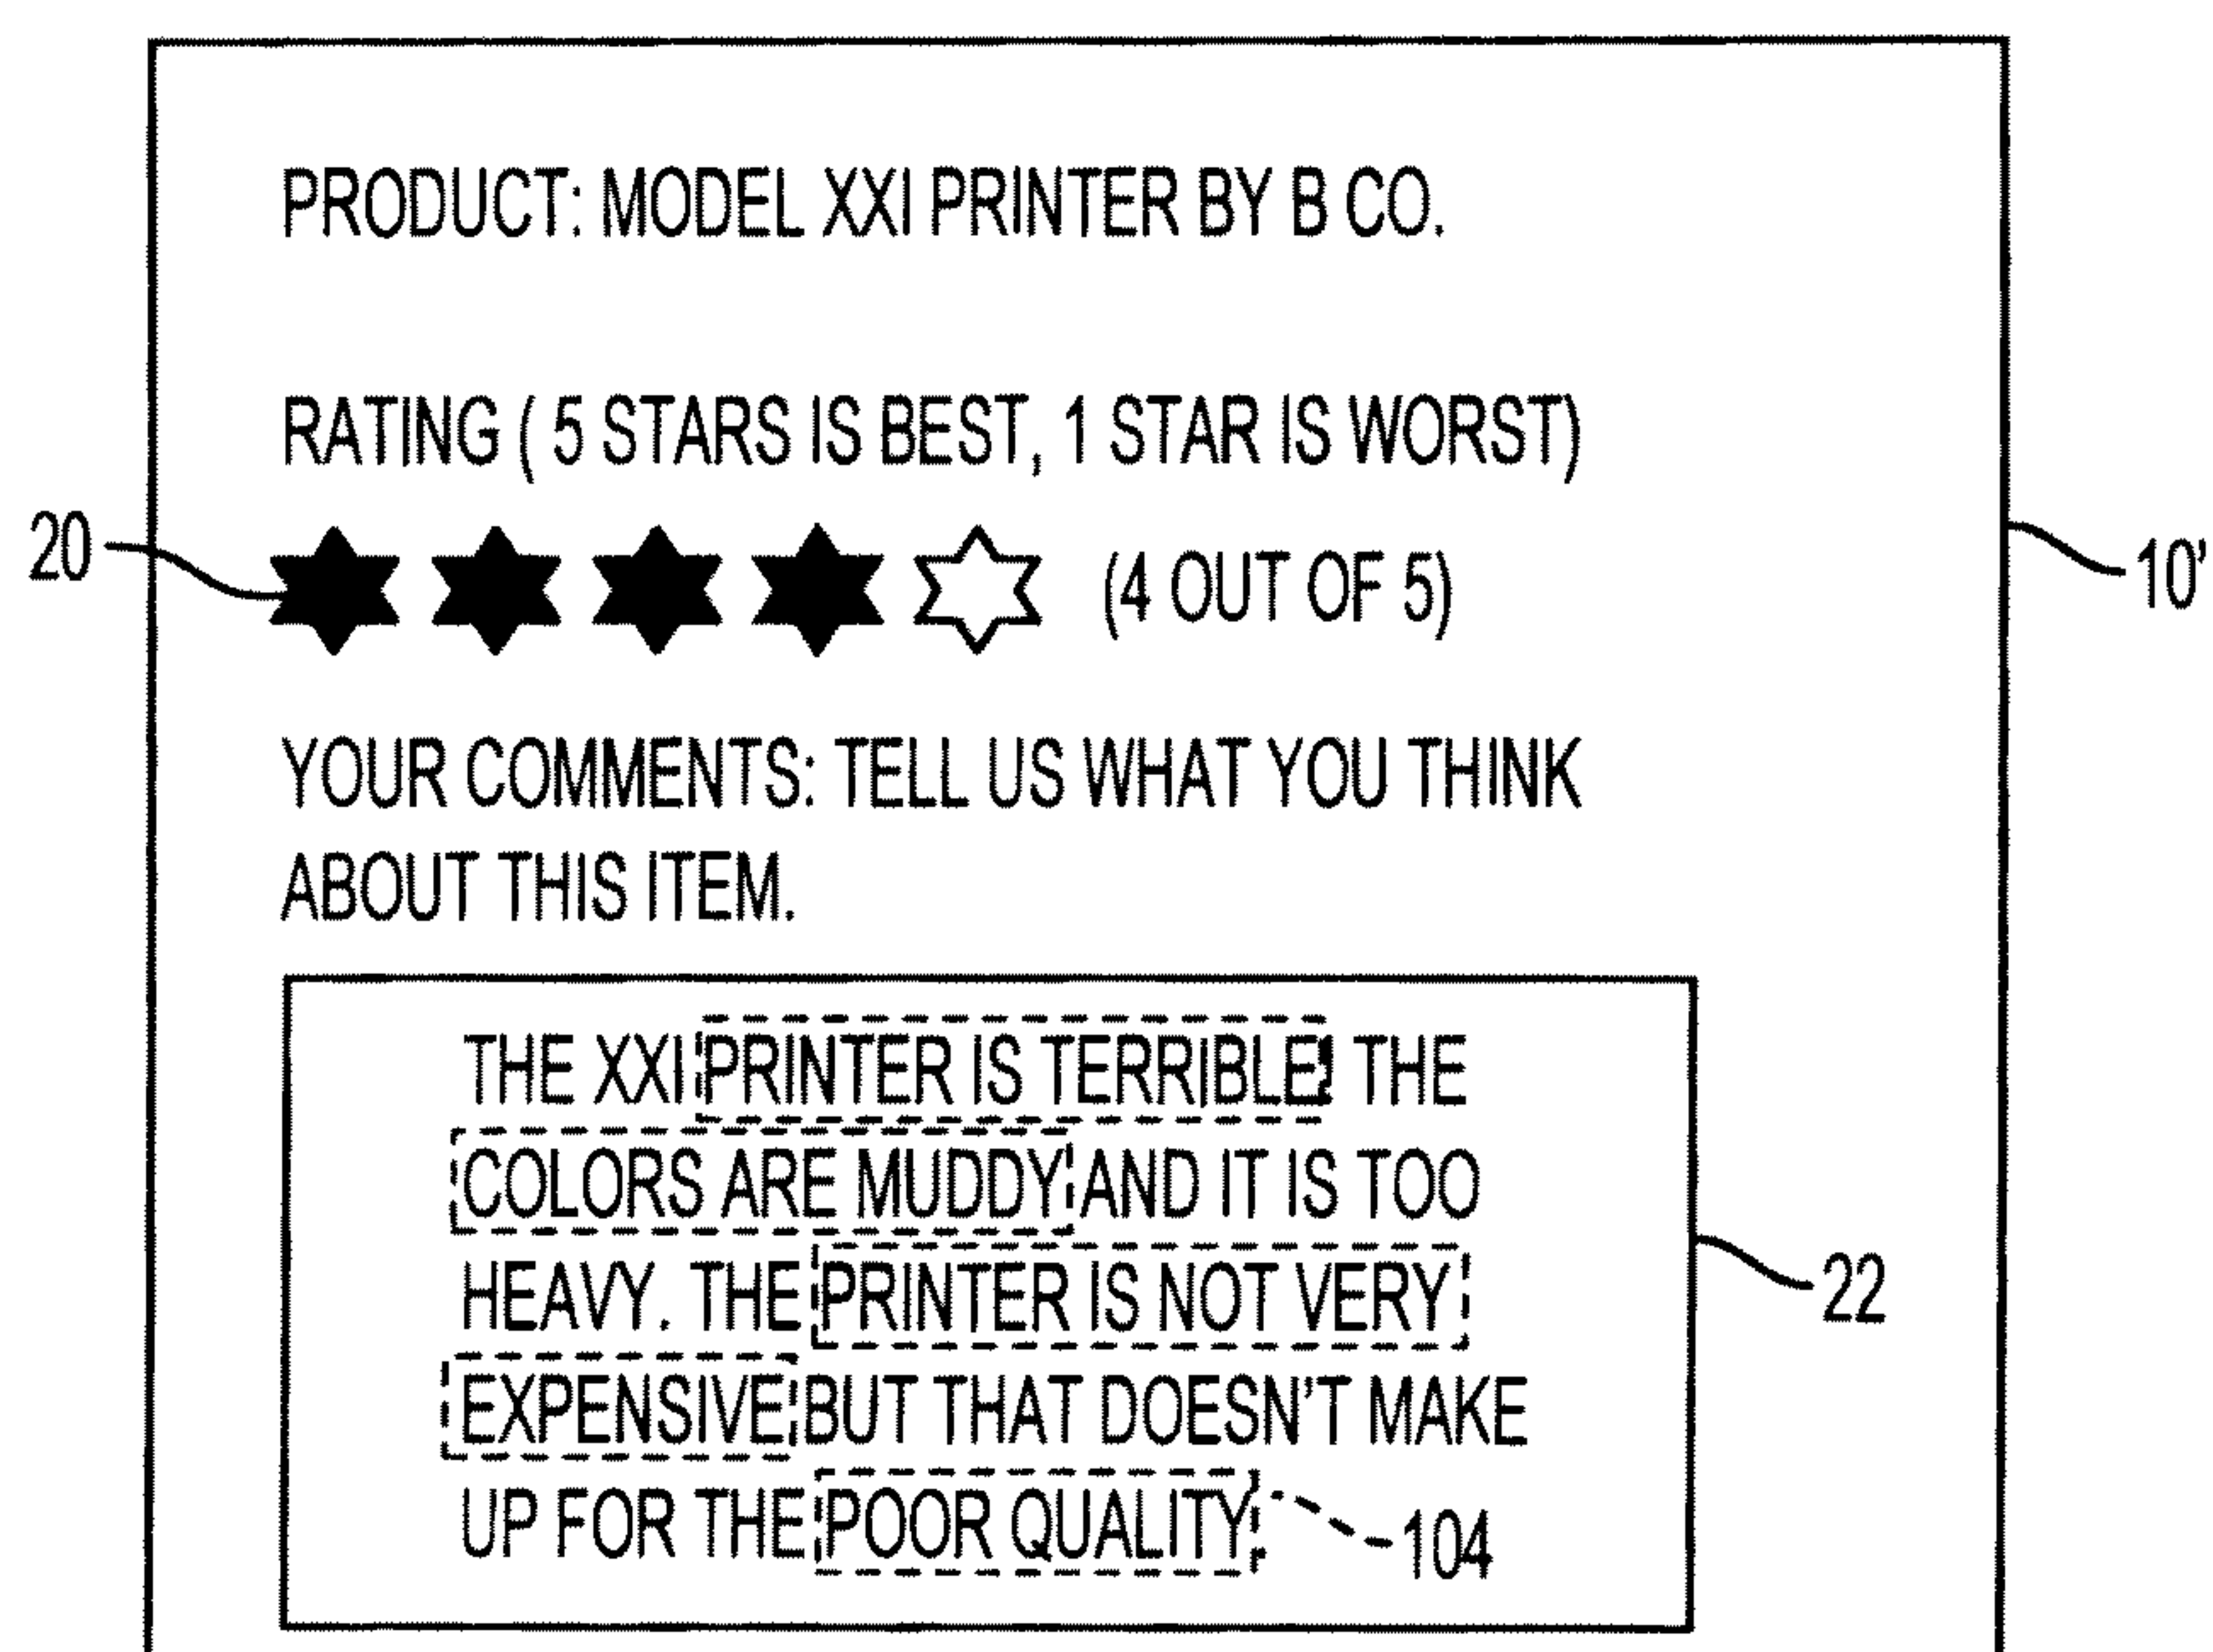 PRODUCT: MODEL XXI PRINTER BY B CO.
RATING ( 5 STARS IS BEST, 1 STAR IS WORST)
20
(4 OUT OF 5)
10'
YOUR COMMENTS: TELL US WHAT YOU THINK
ABOUT THIS ITEM.
THE XXI PRINTER IS TERRIBLE! THE
COLORS ARE MUDDY AND IT IS TOO
HEAVY. THE PRINTER IS NOT VERY
22
EXPENSIVE BUT THAT DOESN'T MAKE
UP FOR THE POOR QUALITY.
104